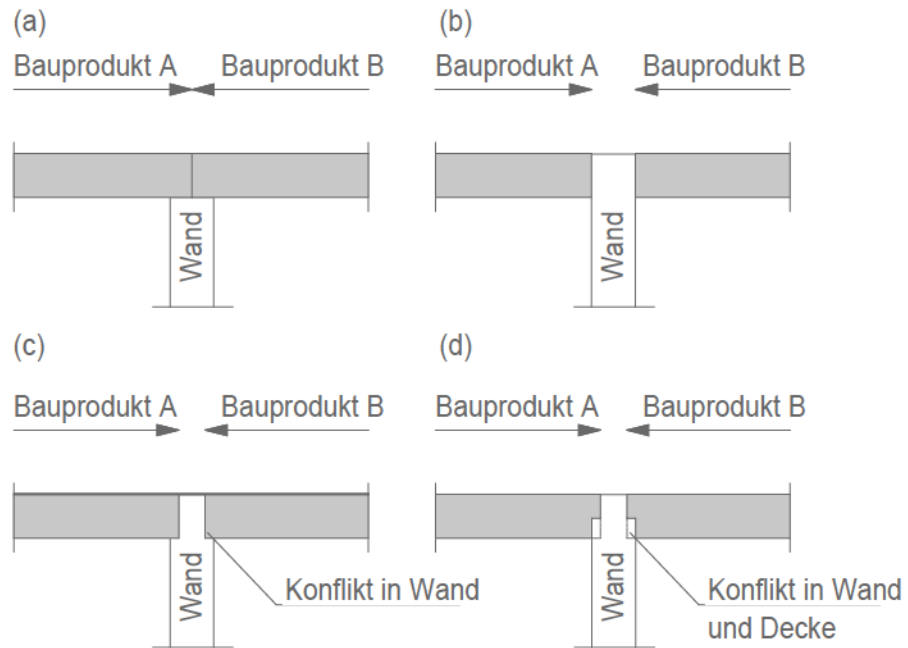 (a)
Bauprodukt A
Bauprodukt B
Wand
(b)
Bauprodukt A
Bauprodukt B
Wand
(c)
Bauprodukt A
Bauprodukt B
Wand
Konflikt in Wand
(d)
Bauprodukt A
Bauprodukt B
Wand
Konflikt in Wand
und Decke